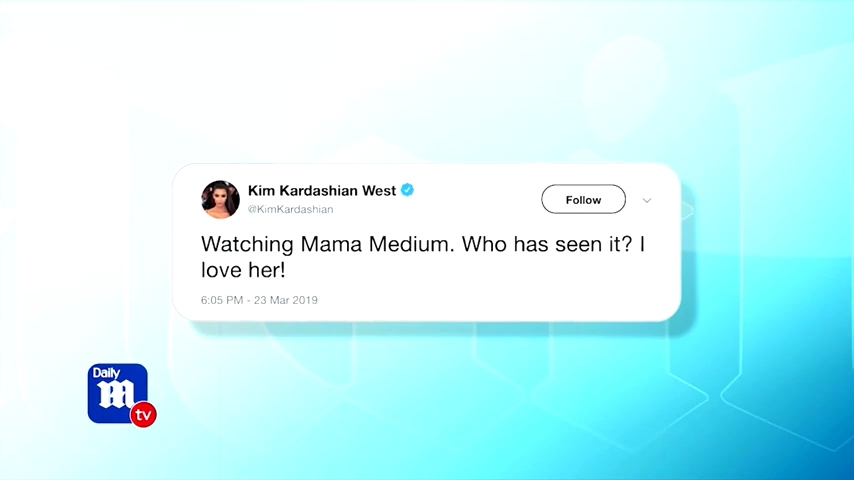 Kim Kardashian West
@KimKardashian
Follow
Watching Mama Medium. Who has seen it? I
love her!
6:05 PM - 23 Mar 2019
Daily
M
tv